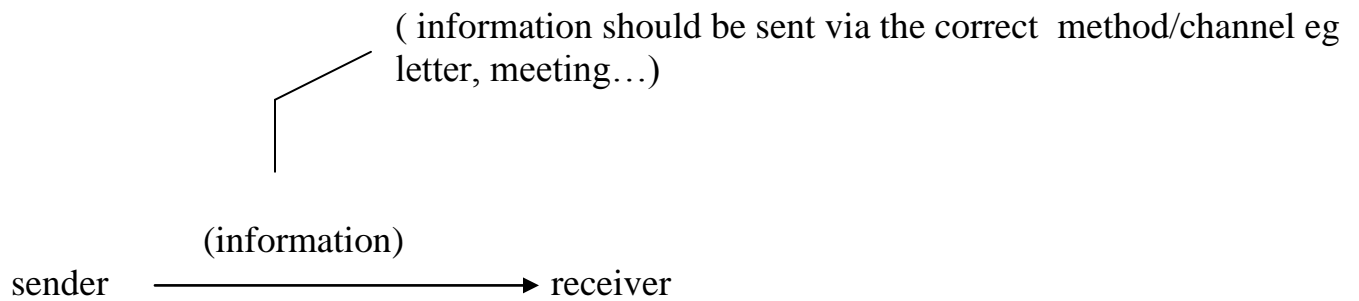 ( information should be sent via the correct method/channel eg
letter, meeting…)
(information)
sender receiver